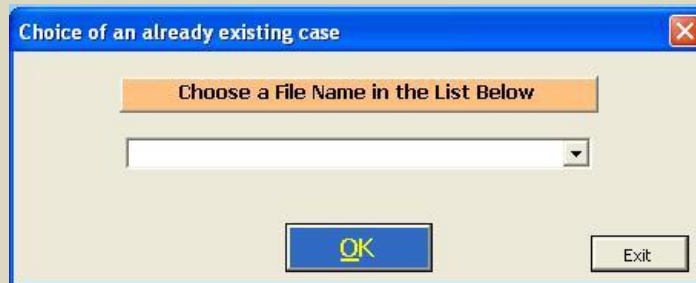 Choice of an already existing case
Choose a File Name in the List Below
OK
Exit